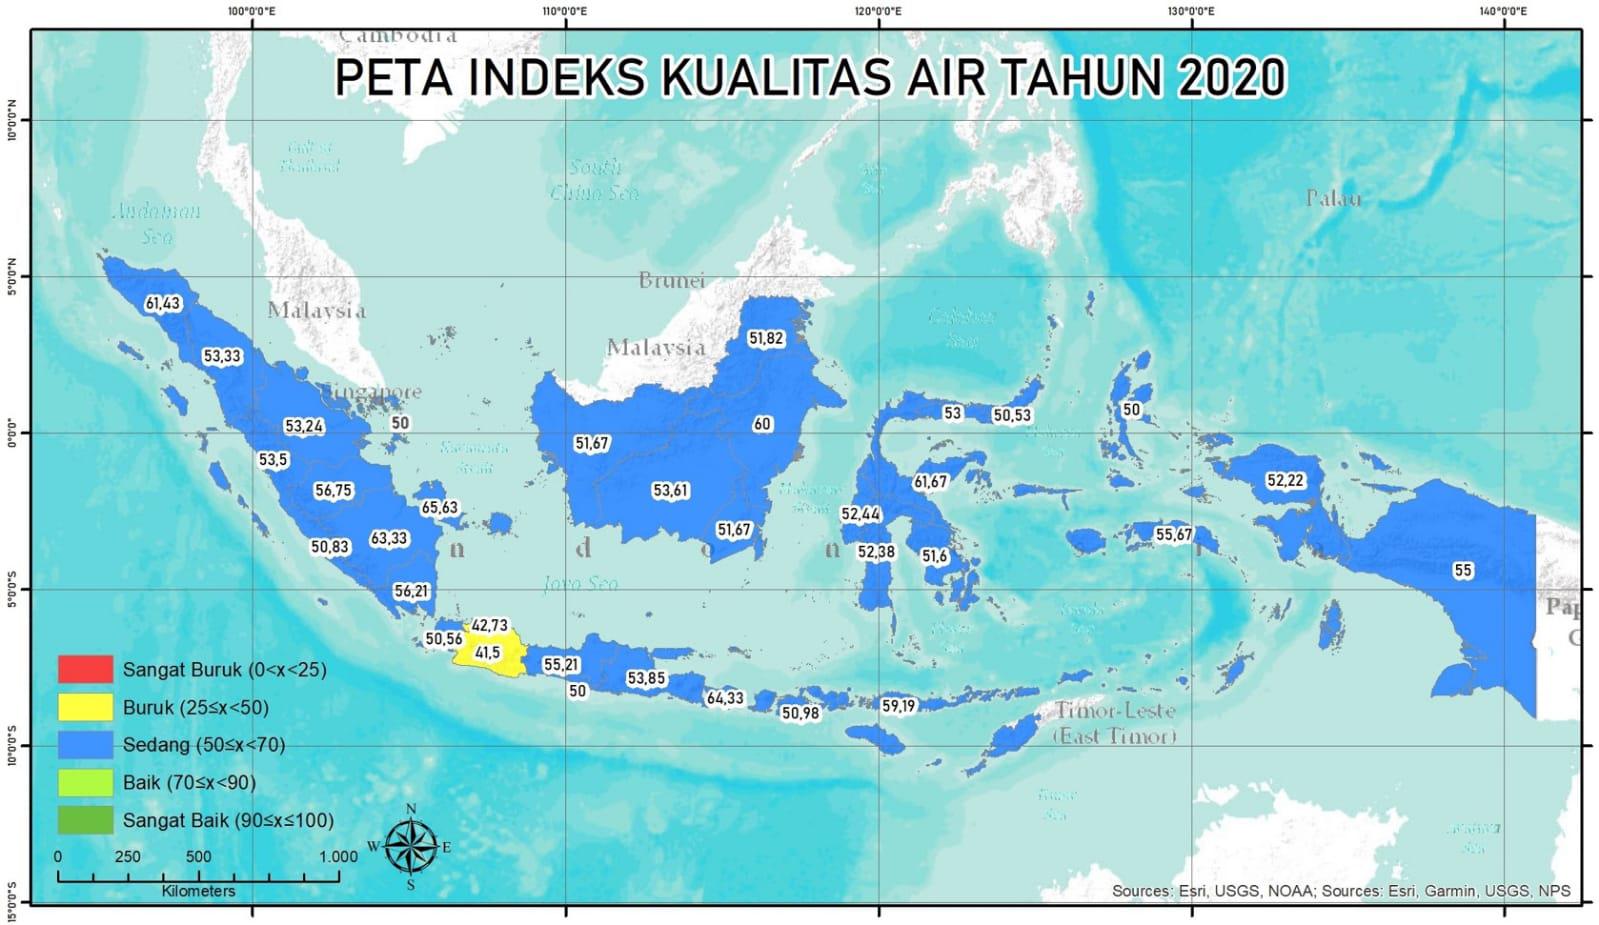 100°0'0"E
110°0'0"E
120°0'0"E
130°0'0"E
140°0'0"E
Cambodia
PETA INDEKS KUALITAS AIR TAHUN 2020
10°0'0"N
Gulf of
Thailand
South
China Sea
Palau
Andaman
Sea
5°0'0"N
Brunei
61,43
Malaysia
Celebes
Sea
51,82
Malaysia
53,33
Singapore
50
53
50,53
50
53,24
60
0°0'0"
51,67
Karimata
Strait
53,5
61,67
52,22
56,75
53,61
Makassar
Strait
65,63
52,44
51,67
55,67
63,33
50,83
n
d
o
n
e
s
i
a
52,38
51,6
55
Java Sea
56,21
5°0'0"S
Pap
42,73
50,56
41,5
55,21
Sangat Buruk (0<x<25)
53,85
50
64,33
59,19
50,98
Buruk (25≤x<50)
Timor-Leste
(East Timor)
Sedang (50≤x<70)
10°0'0"S
Baik (70≤x<90)
Timor
Sea
Sangat Baik (90≤x≤100)
N
W
E
S
0
250
500
1.000
Kilometers
Sources: Esri, USGS, NOAA; Sources: Esri, Garmin, USGS, NPS
15°0'0"S